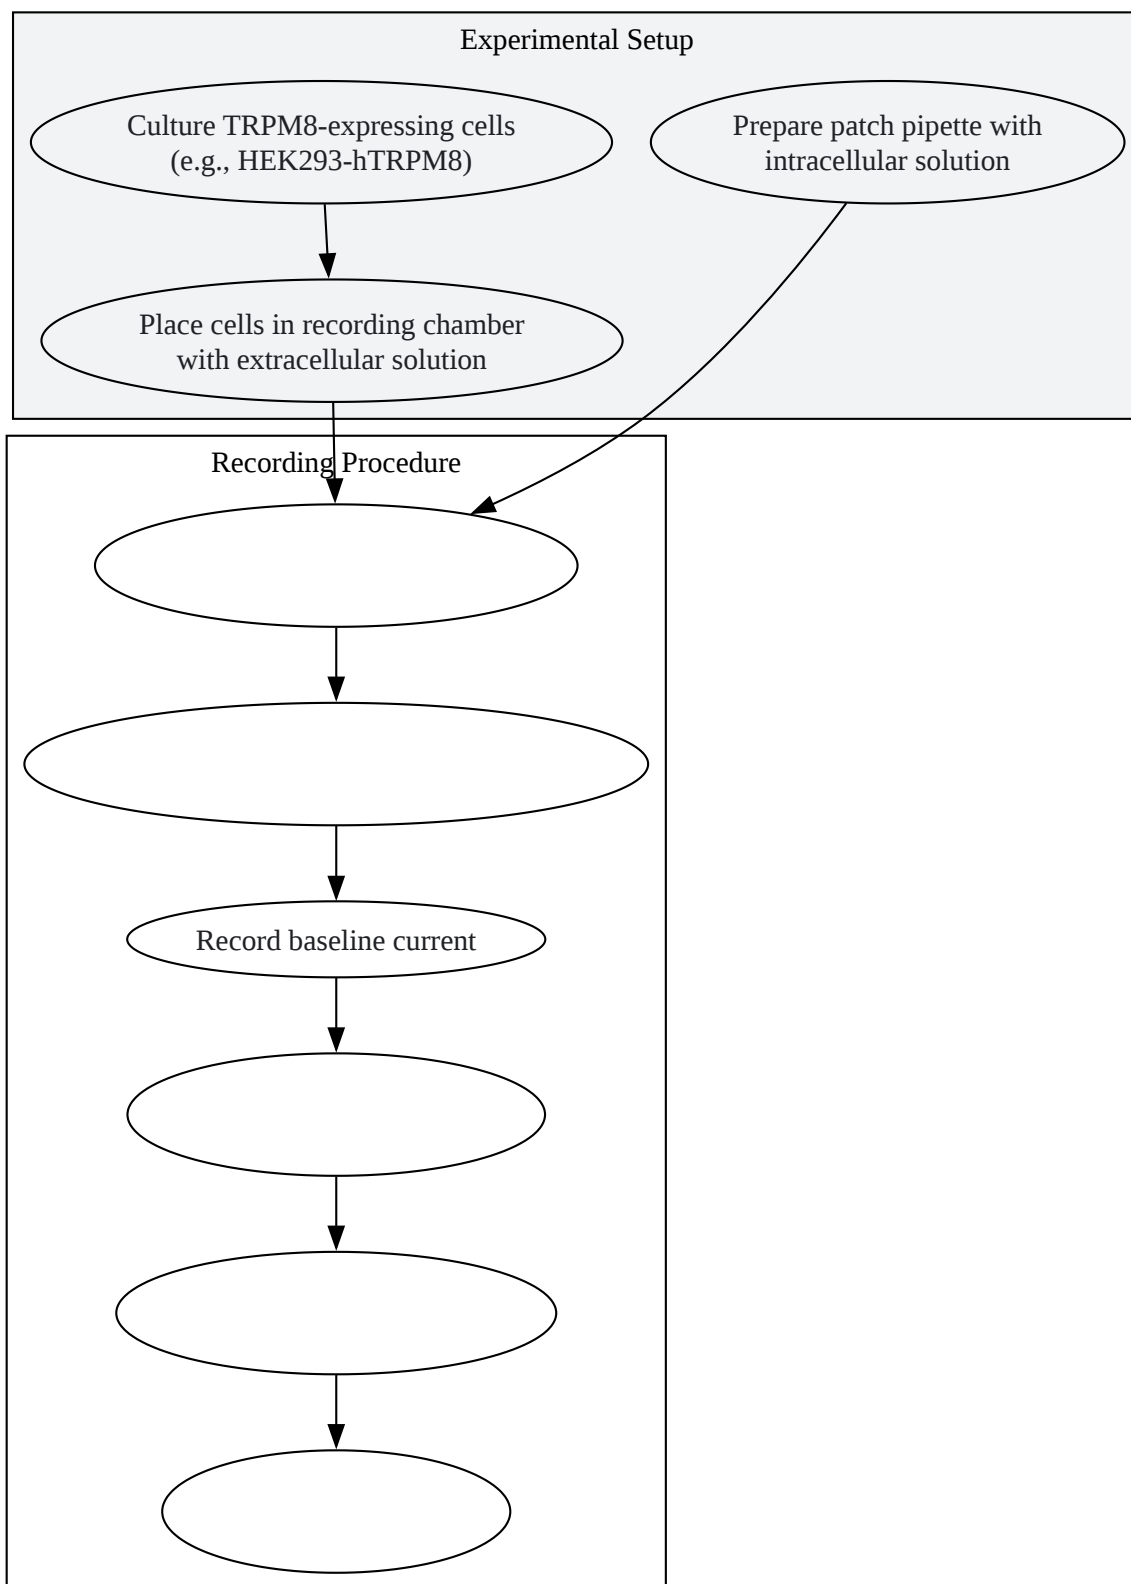 Experimental Setup
Culture TRPM8-expressing cells
(e.g., HEK293-hTRPM8)
Prepare patch pipette with
intracellular solution
Place cells in recording chamber
with extracellular solution
Recording Procedure
Record baseline current